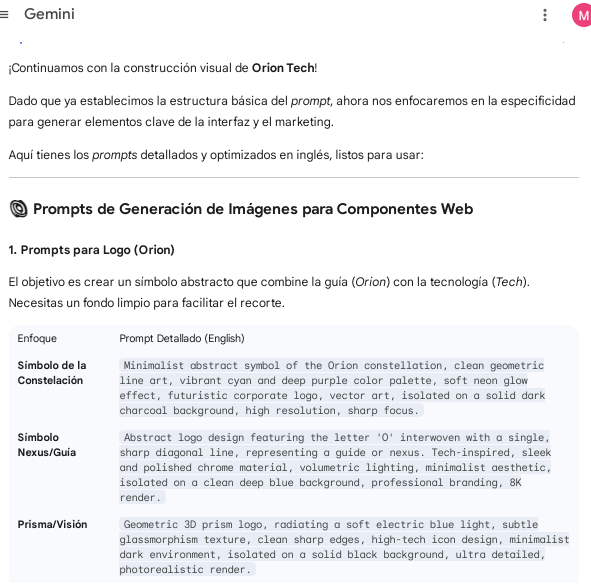 Gemini
M
¡Continuamos con la construcción visual de Orion Tech!
Dado que ya establecimos la estructura básica del prompt, ahora nos enfocaremos en la especificidad
para generar elementos clave de la interfaz y el marketing.
Aquí tienes los prompts detallados y optimizados en inglés, listos para usar:
Prompts de Generación de Imágenes para Componentes Web
1. Prompts para Logo (Orion)
El objetivo es crear un símbolo abstracto que combine la guía (Orion) con la tecnología (Tech).
Necesitas un fondo limpio para facilitar el recorte.
Enfoque
Prompt Detallado (English)
Símbolo de la
Constelación
Minimalist abstract symbol of the Orion constellation, clean geometric
line art, vibrant cyan and deep purple color palette, soft neon glow
effect, futuristic corporate logo, vector art, isolated on a solid dark
charcoal background, high resolution, sharp focus.
Símbolo
Nexus/Guía
Abstract logo design featuring the letter 'O' interwoven with a single,
sharp diagonal line, representing a guide or nexus. Tech-inspired, sleek
and polished chrome material, volumetric lighting, minimalist aesthetic,
isolated on a clean deep blue background, professional branding, 8K
render.
Prisma/Visión
Geometric 3D prism logo, radiating a soft electric blue light, subtle
glassmorphism texture, clean sharp edges, high-tech icon design, minimalist
dark environment, isolated on a solid black background, ultra detailed,
photorealistic render.